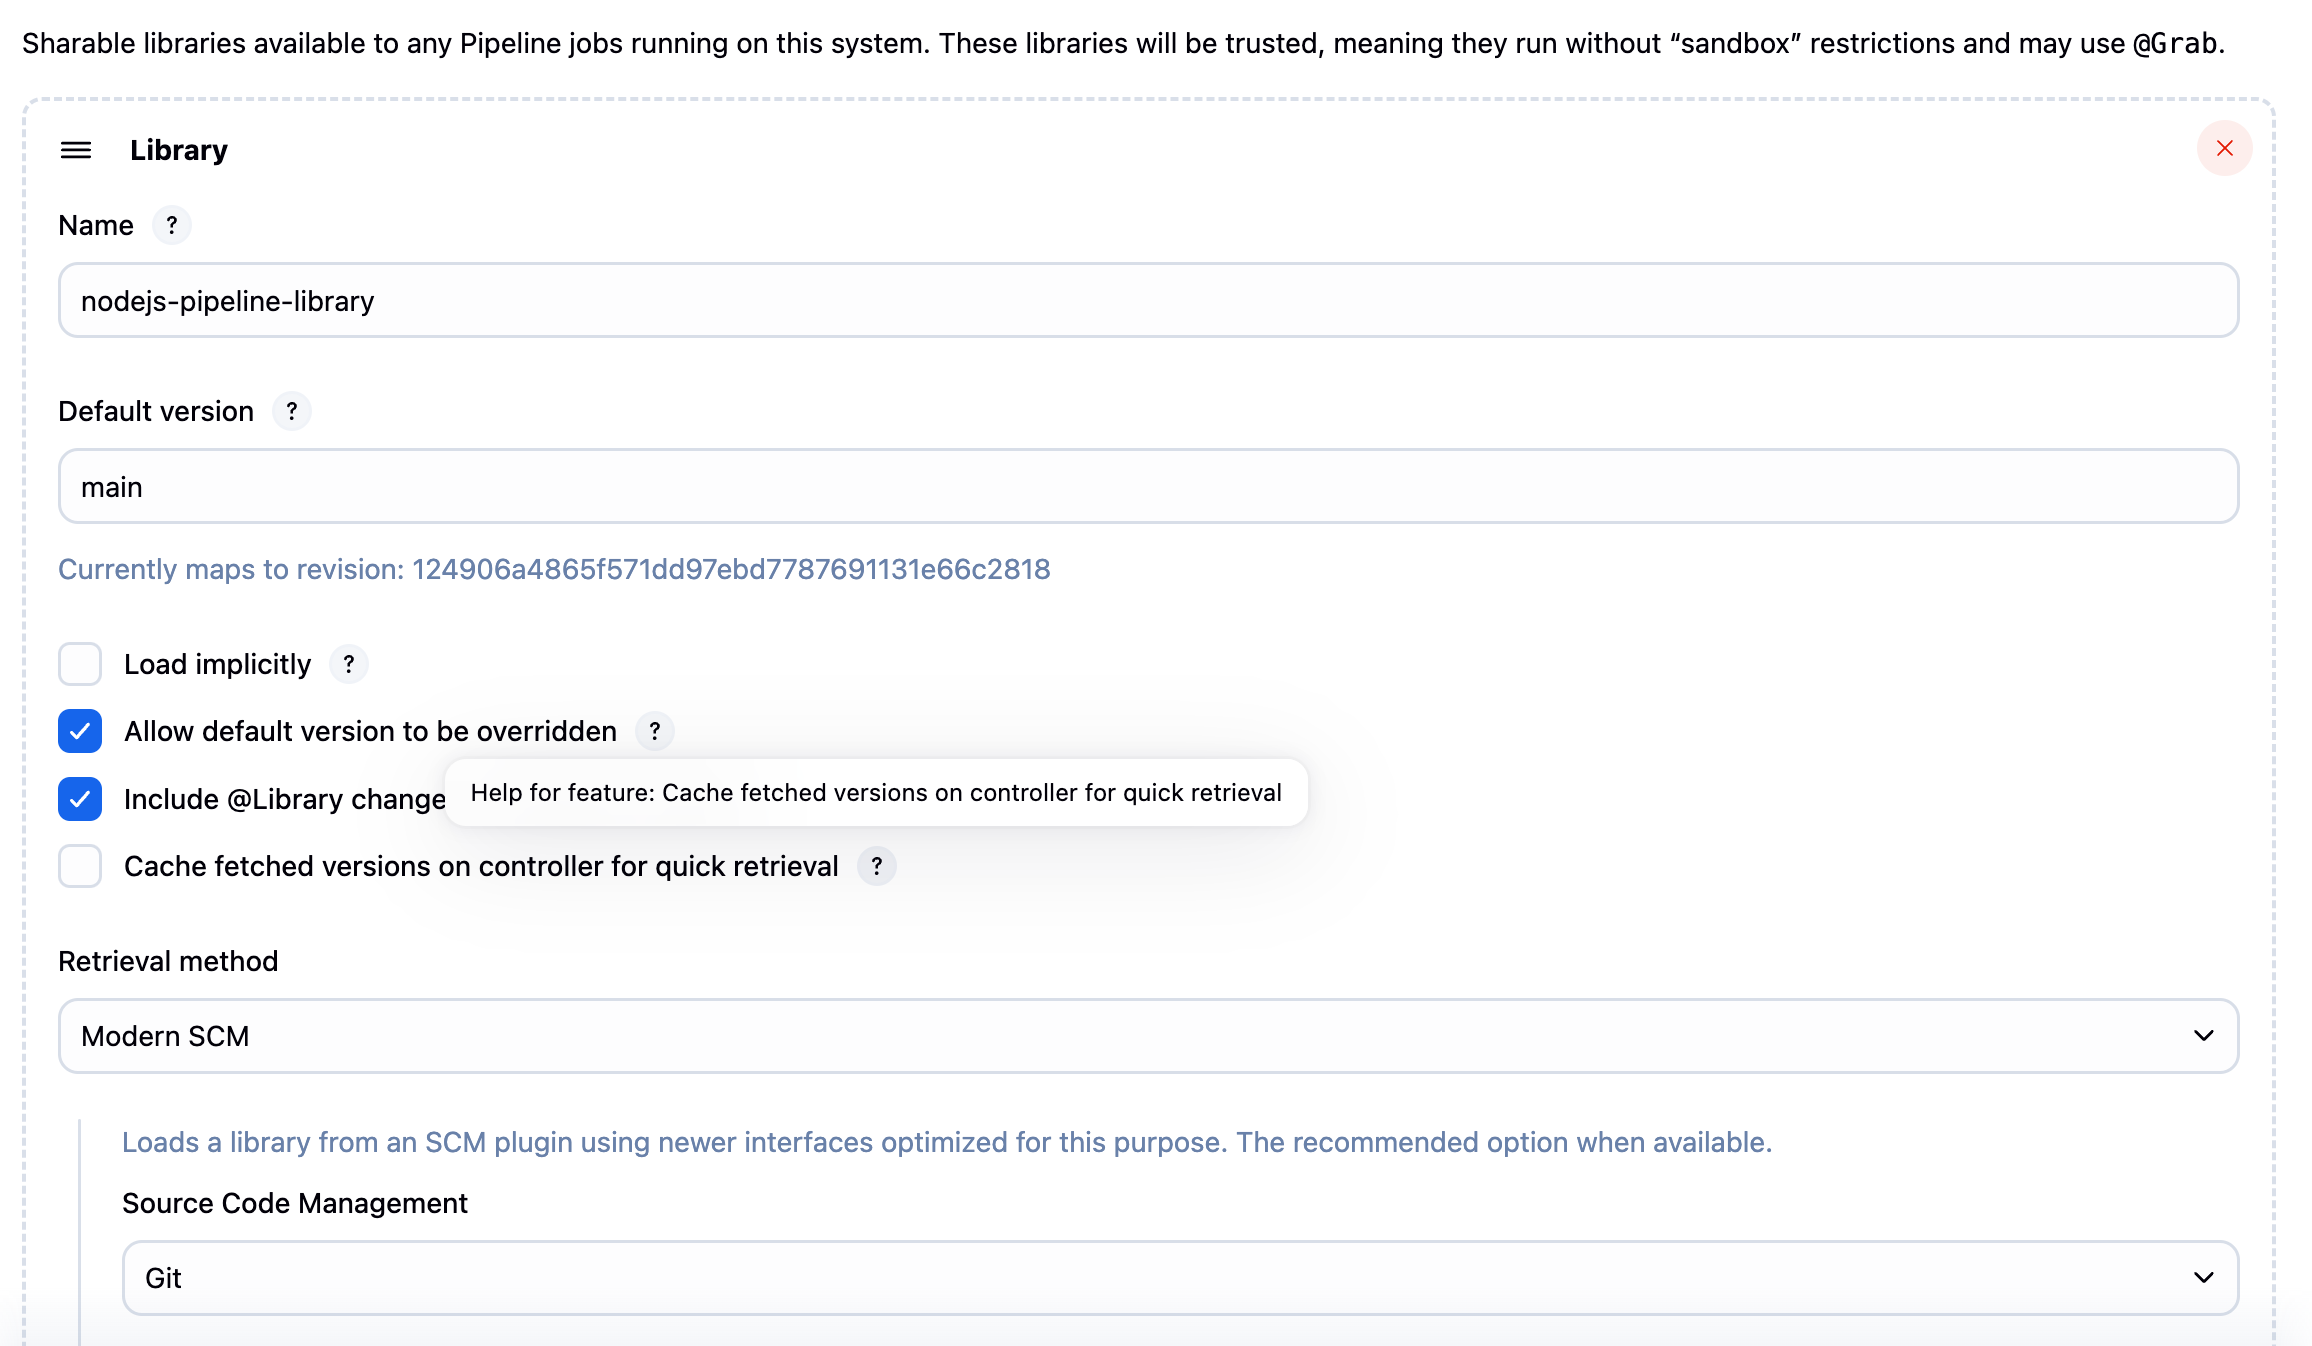 Sharable libraries available to any Pipeline jobs running on this system. These libraries will be trusted, meaning they run without “sandbox” restrictions and may use @Grab.
Library
Name ?
nodejs-pipeline-library
Default version ?
main
Currently maps to revision: 124906a4865f571dd97ebd7787691131e66c2818
Load implicitly ?
Allow default version to be overridden ?
Include @Library change
Help for feature: Cache fetched versions on controller for quick retrieval
Cache fetched versions on controller for quick retrieval ?
Retrieval method
Modern SCM
Loads a library from an SCM plugin using newer interfaces optimized for this purpose. The recommended option when available.
Source Code Management
Git